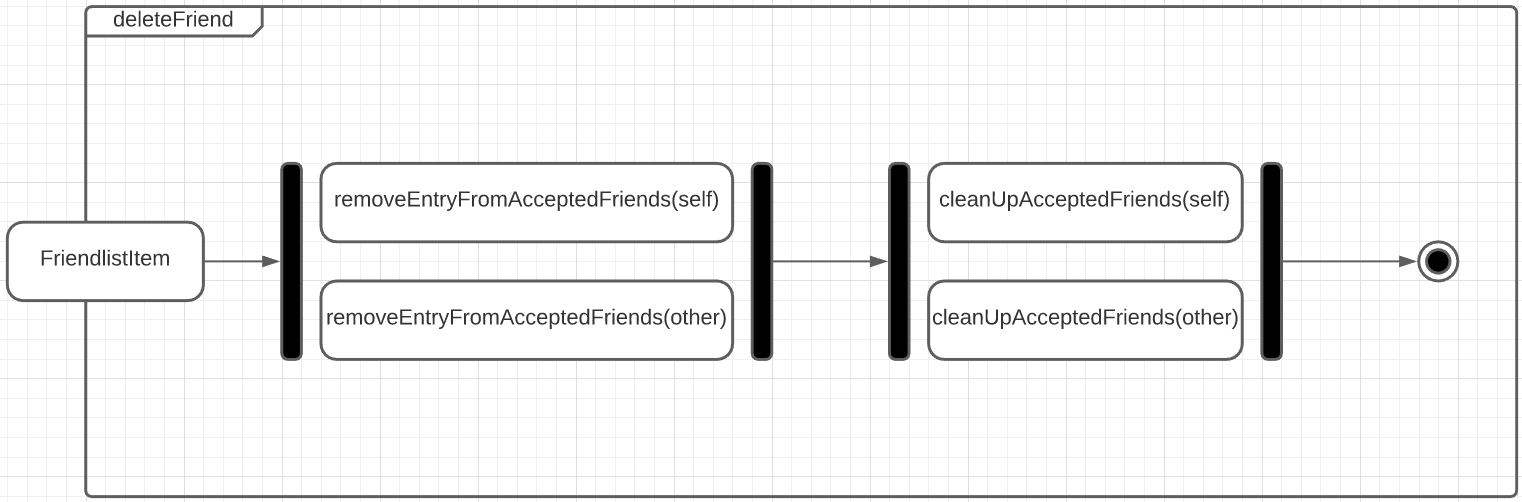 deleteFriend
FriendlistItem
removeEntryFromAcceptedFriends(self)
removeEntryFromAcceptedFriends(other)
cleanUpAcceptedFriends(self)
cleanUpAcceptedFriends(other)